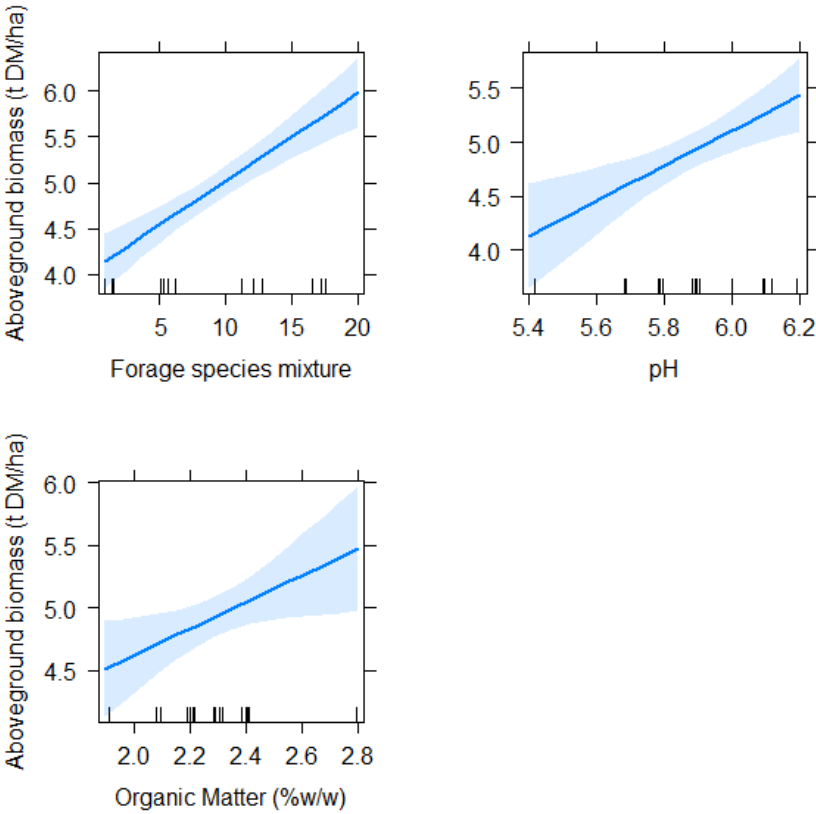 Aboveground biomass (t DM/ha)
6.0
5.5
5.0
4.5
4.0
5 10 15 20
Forage species mixture
5.5
5.0
4.5
4.0
5.4 5.6 5.8 6.0 6.2
pH
Aboveground biomass (t DM/ha)
6.0
5.5
5.0
4.5
2.0 2.2 2.4 2.6 2.8
Organic Matter (%w/w)